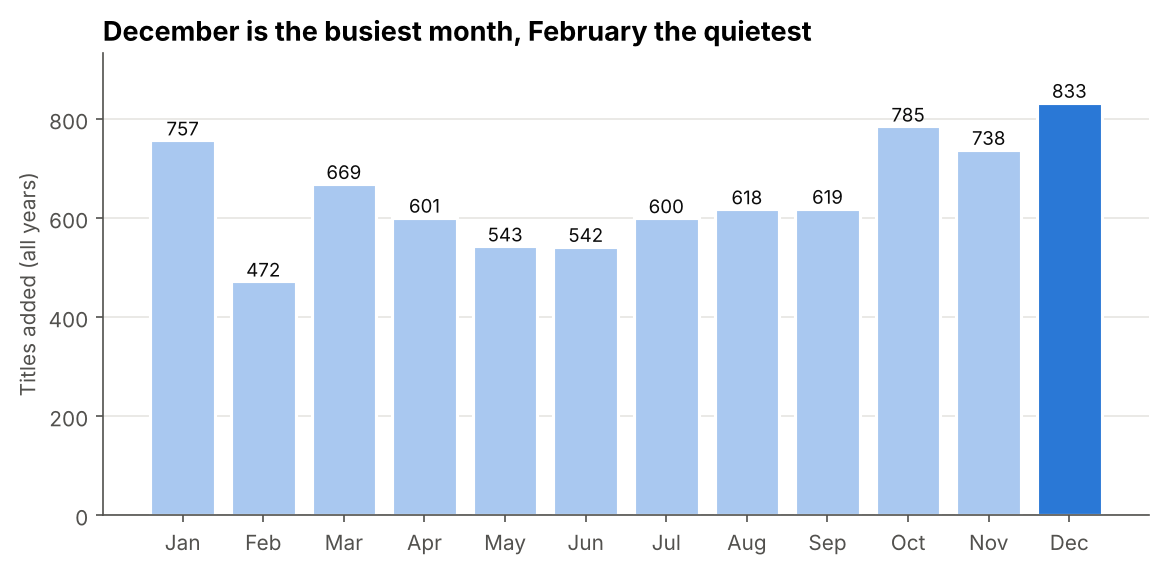 December is the busiest month, February the quietest
Titles added (all years)
800
600
400
200
0
757
472
669
601
543
542
600
618
619
785
738
833
Jan
Feb
Mar
Apr
May
Jun
Jul
Aug
Sep
Oct
Nov
Dec